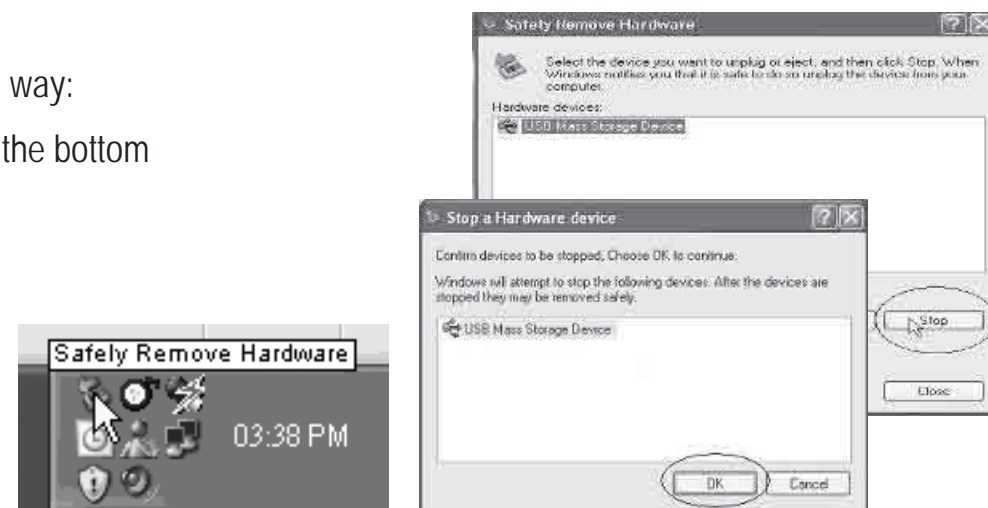 way:
the bottom
Safely Remove Hardware
Select the device you want to unplug or eject, and then click Stop. When
Windows notifies you that it is safe to do so unplug the device from your
computer.
Hardware devices:
USB Mass Storage Device
Stop
Close
Stop a Hardware device
Confirm devices to be stopped, Choose OK to continue.
Windows will attempt to stop the following devices. After the devices are
stopped they may be removed safely.
USB Mass Storage Device
OK
Cancel
Safely Remove Hardware
03:38 PM